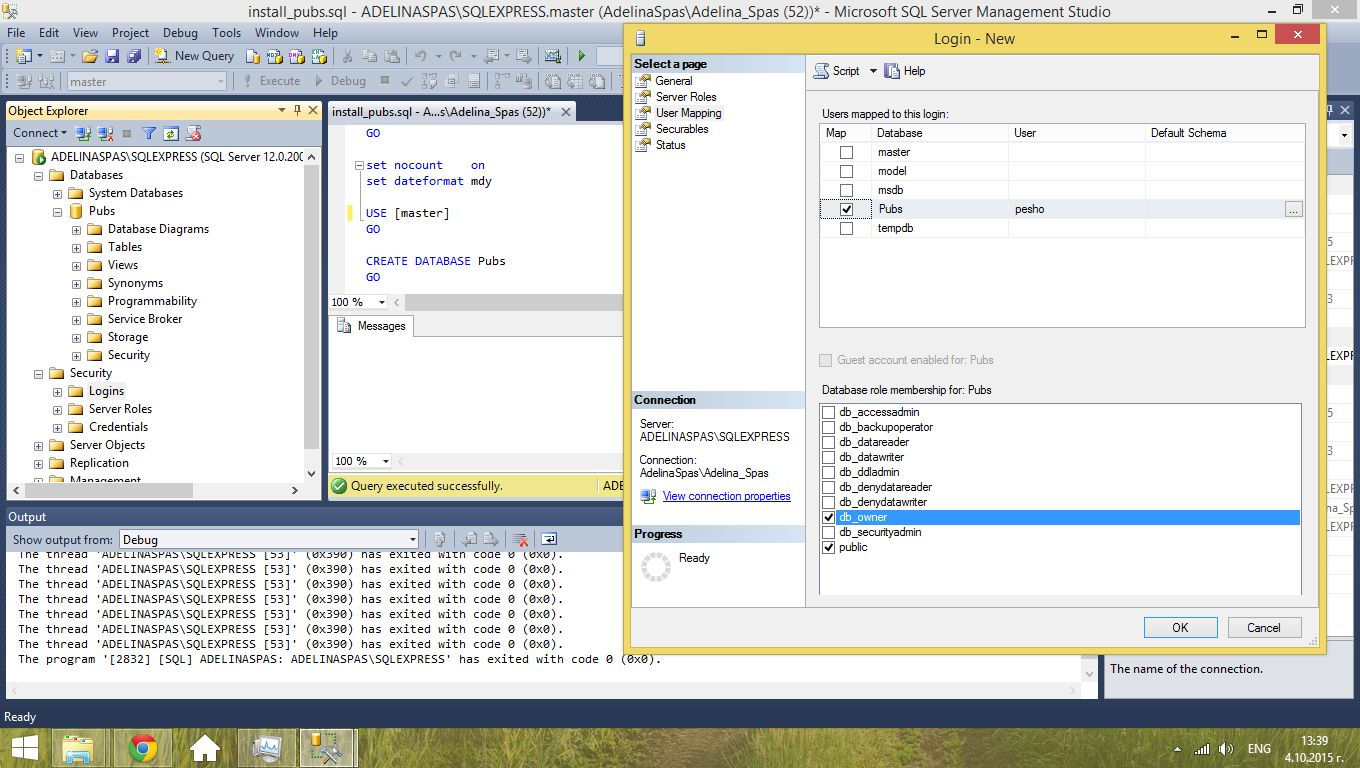 install_pubs.sql - ADELINASPAS\SQLEXPRESS.master (AdelinaSpas\Adelina_Spas (52))* - Microsoft SQL Server Management Studio
File Edit View Project Debug Tools Window Help
New Query
master
Execute
Debug
Object Explorer
Connect
ADELINASPAS\SQLEXPRESS (SQL Server 12.0.200
Databases
System Databases
Pubs
Database Diagrams
Tables
Views
Synonyms
Programmability
Service Broker
Storage
Security
Security
Logins
Server Roles
Credentials
Server Objects
Replication
Management
install_pubs.sql - A...s\Adelina_Spas (52))*
GO
set nocount on
set dateformat mdy
USE [master]
GO
CREATE DATABASE Pubs
GO
100 %
Messages
100 %
Query executed successfully.
ADE
Login - New
Select a page
General
Server Roles
User Mapping
Securables
Status
Connection
Server:
ADELINASPAS\SQLEXPRESS
Connection:
AdelinaSpas\Adelina_Spas
View connection properties
Progress
Ready
Script Help
Users mapped to this login:
Map Database User Default Schema
master
model
msdb
Pubs pesho ...
tempdb
Guest account enabled for: Pubs
Database role membership for: Pubs
db_accessadmin
db_backupoperator
db_datareader
db_datawriter
db_ddladmin
db_denydatareader
db_denydatawriter
db_owner
db_securityadmin
public
OK Cancel
Output
Show output from: Debug
The thread 'ADELINASPAS\SQLEXPRESS [53]' (0x390) has exited with code 0 (0x0).
The thread 'ADELINASPAS\SQLEXPRESS [53]' (0x390) has exited with code 0 (0x0).
The thread 'ADELINASPAS\SQLEXPRESS [53]' (0x390) has exited with code 0 (0x0).
The thread 'ADELINASPAS\SQLEXPRESS [53]' (0x390) has exited with code 0 (0x0).
The thread 'ADELINASPAS\SQLEXPRESS [53]' (0x390) has exited with code 0 (0x0).
The thread 'ADELINASPAS\SQLEXPRESS [53]' (0x390) has exited with code 0 (0x0).
The thread 'ADELINASPAS\SQLEXPRESS [53]' (0x390) has exited with code 0 (0x0).
The program '[2832] [SQL] ADELINASPAS: ADELINASPAS\SQLEXPRESS' has exited with code 0 (0x0).
The name of the connection.
Ready
ENG
13:39
4.10.2015 г.